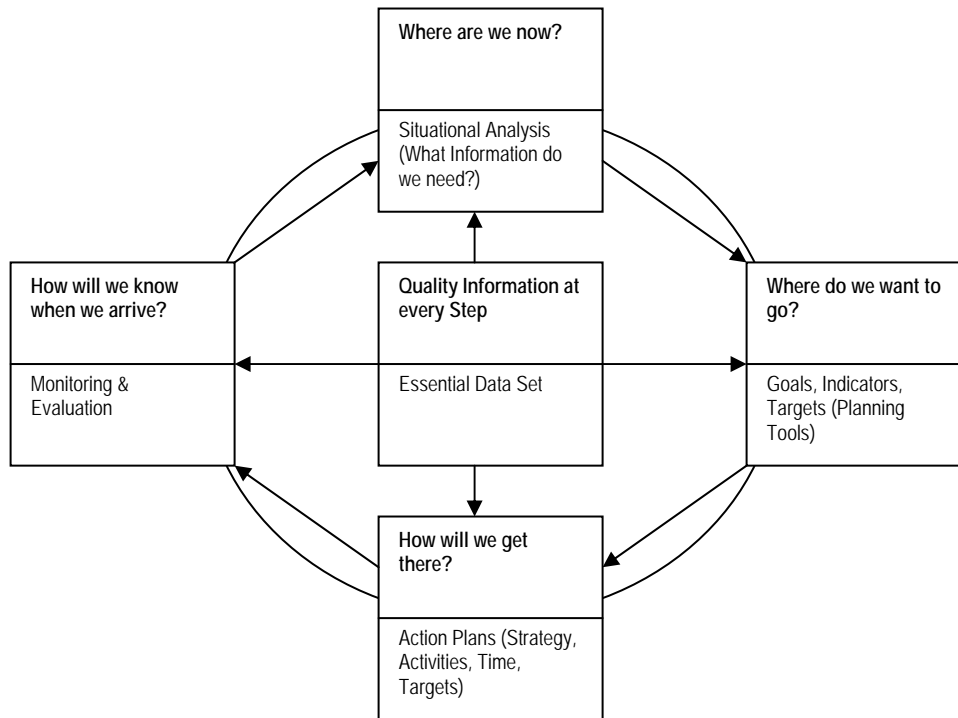 Where are we now?
Situational Analysis
(What Information do
we need?)
How will we know
when we arrive?
Monitoring &
Evaluation
Quality Information at
every Step
Essential Data Set
Where do we want to
go?
Goals, Indicators,
Targets (Planning
Tools)
How will we get
there?
Action Plans (Strategy,
Activities, Time,
Targets)